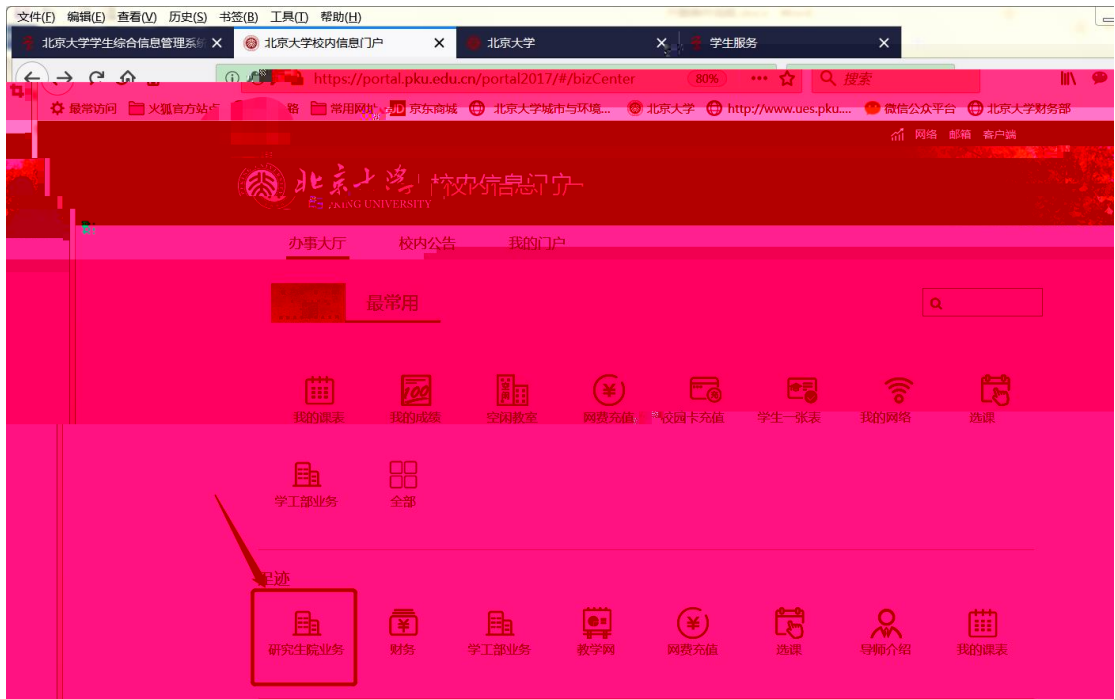 文件(F) 编辑(E) 查看(V) 历史(S) 书签(B) 工具(T) 帮助(H)
北京大学学生综合信息管理系统 北京大学校内信息门户 北京大学 学生服务
https://portal.pku.edu.cn/portal2017/#/bizCenter 80% 搜索
最常访问 火狐官方站点 常用网址 JD 京东商城 北京大学城市与环境... 北京大学 http://www.ues.pku.... 微信公众平台 北京大学财务部
网络 邮箱 客户端
北京大学 校内信息门户
UNIVERSITY
办事大厅 校内公告 我的门户
最常用
我的课表 我的成绩 空闲教室 网费充值 校园卡充值 学生一张表 我的网络 选课
学工部业务 全部
足迹
研究生院业务 财务 学工部业务 教学网 网费充值 选课 导师介绍 我的课表